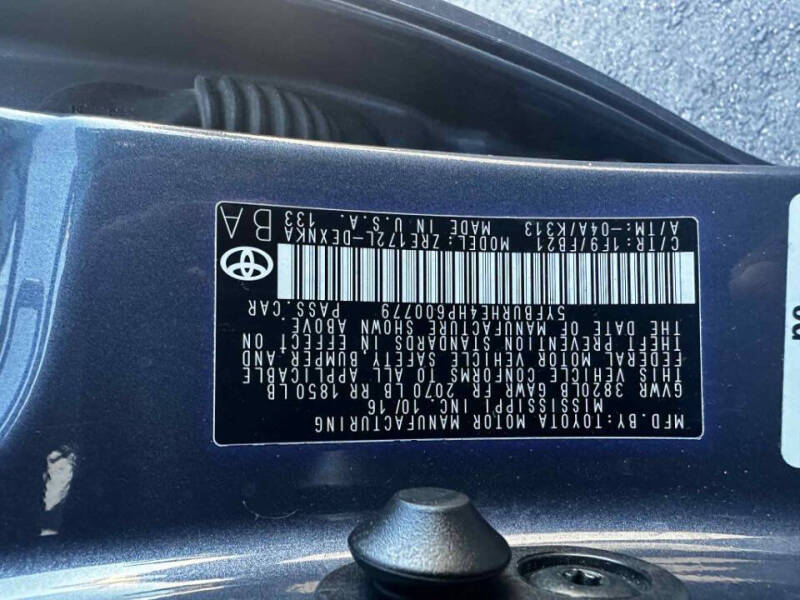 MFD.BY:TOYOTA MOTOR MANUFACTURING
MISSISSIPPI INC. 10/16
GVWR 3820LB GAWR FR 2070 LB RR 1850 LB
THIS VEHICLE CONFORMS TO ALL APPLICABLE
FEDERAL MOTOR VEHICLE SAFETY, BUMPER, AND
THEFT PREVENTION STANDARDS IN EFFECT ON
THE DATE OF MANUFACTURE SHOWN ABOVE
5YFBURHE4HP600779 PASS. CAR
C/TR:1F9/FB21 MODEL: ZRE172L-DEXNKA
A/TM:-04A/K313 MADE IN U.S.A. 133
BA